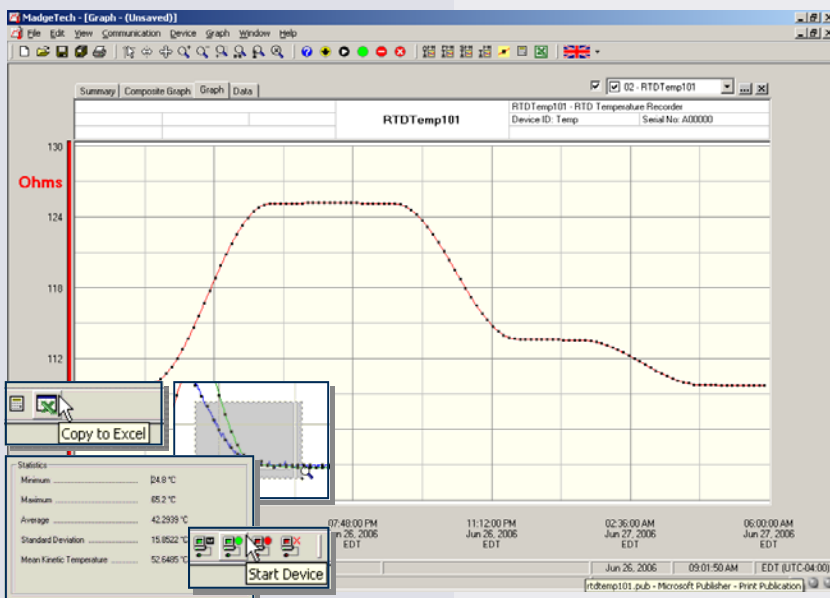 MadgeTech - [Graph - (Unsaved)]
File Edit View Communication Device Graph Window Help
Summary Composite Graph Graph Data
02 - RTDTemp101
RTDTemp101
RTDTemp101 - RTD Temperature Recorder
Device ID: Temp Serial No: A00000
Ohms
130
124
118
112
Copy to Excel
Statistics
Minimum 24.8 °C
Maximum 65.2 °C
Average 42.2939 °C
Standard Deviation 15.8522 °C
Mean Kinetic Temperature 52.6485 °C
Start Device
07:48:00 PM 11:12:00 PM 02:36:00 AM 06:00:00 AM
n 26, 2006 Jun 26, 2006 Jun 27, 2006 Jun 27, 2006
EDT EDT EDT EDT
Jun 26, 2006 09:01:50 AM EDT (UTC-04:00)
rtdtemp101.pub - Microsoft Publisher - Print Publication